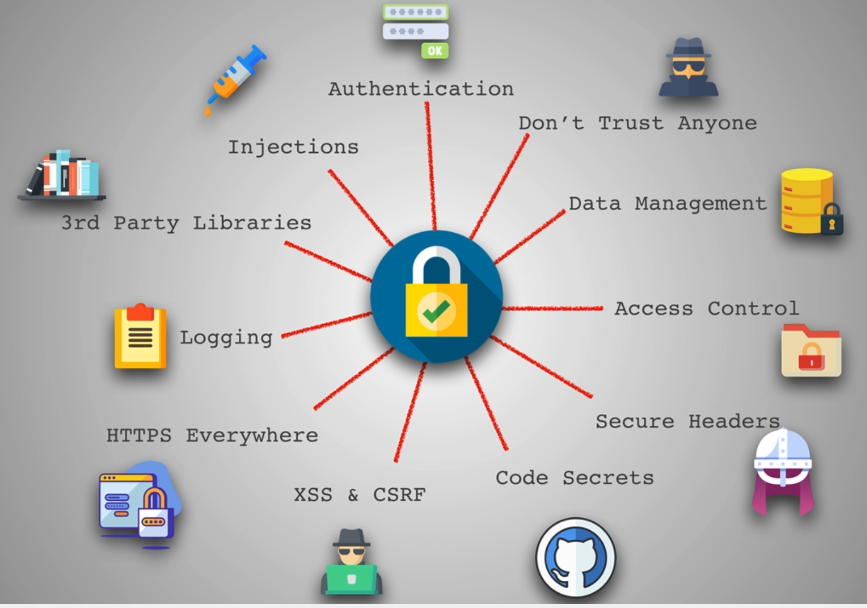 OK
Authentication
Don't Trust Anyone
Injections
Data Management
3rd Party Libraries
Access Control
Logging
Secure Headers
HTTPS Everywhere
Code Secrets
XSS & CSRF